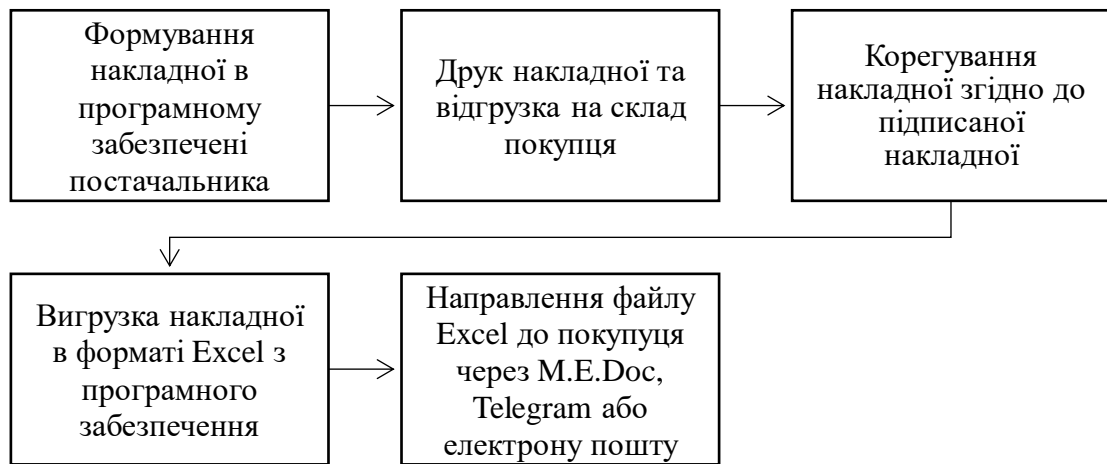 Формування
накладної в
програмному
забезпечені
постачальника
Друк накладної та
відгрузка на склад
покупця
Корегування
накладної згідно до
підписаної
накладної
Вигрузка накладної
в форматі Excel з
програмного
забезпечення
Направлення файлу
Excel до покупуця
через M.E.Doc,
Telegram або
електрону пошту